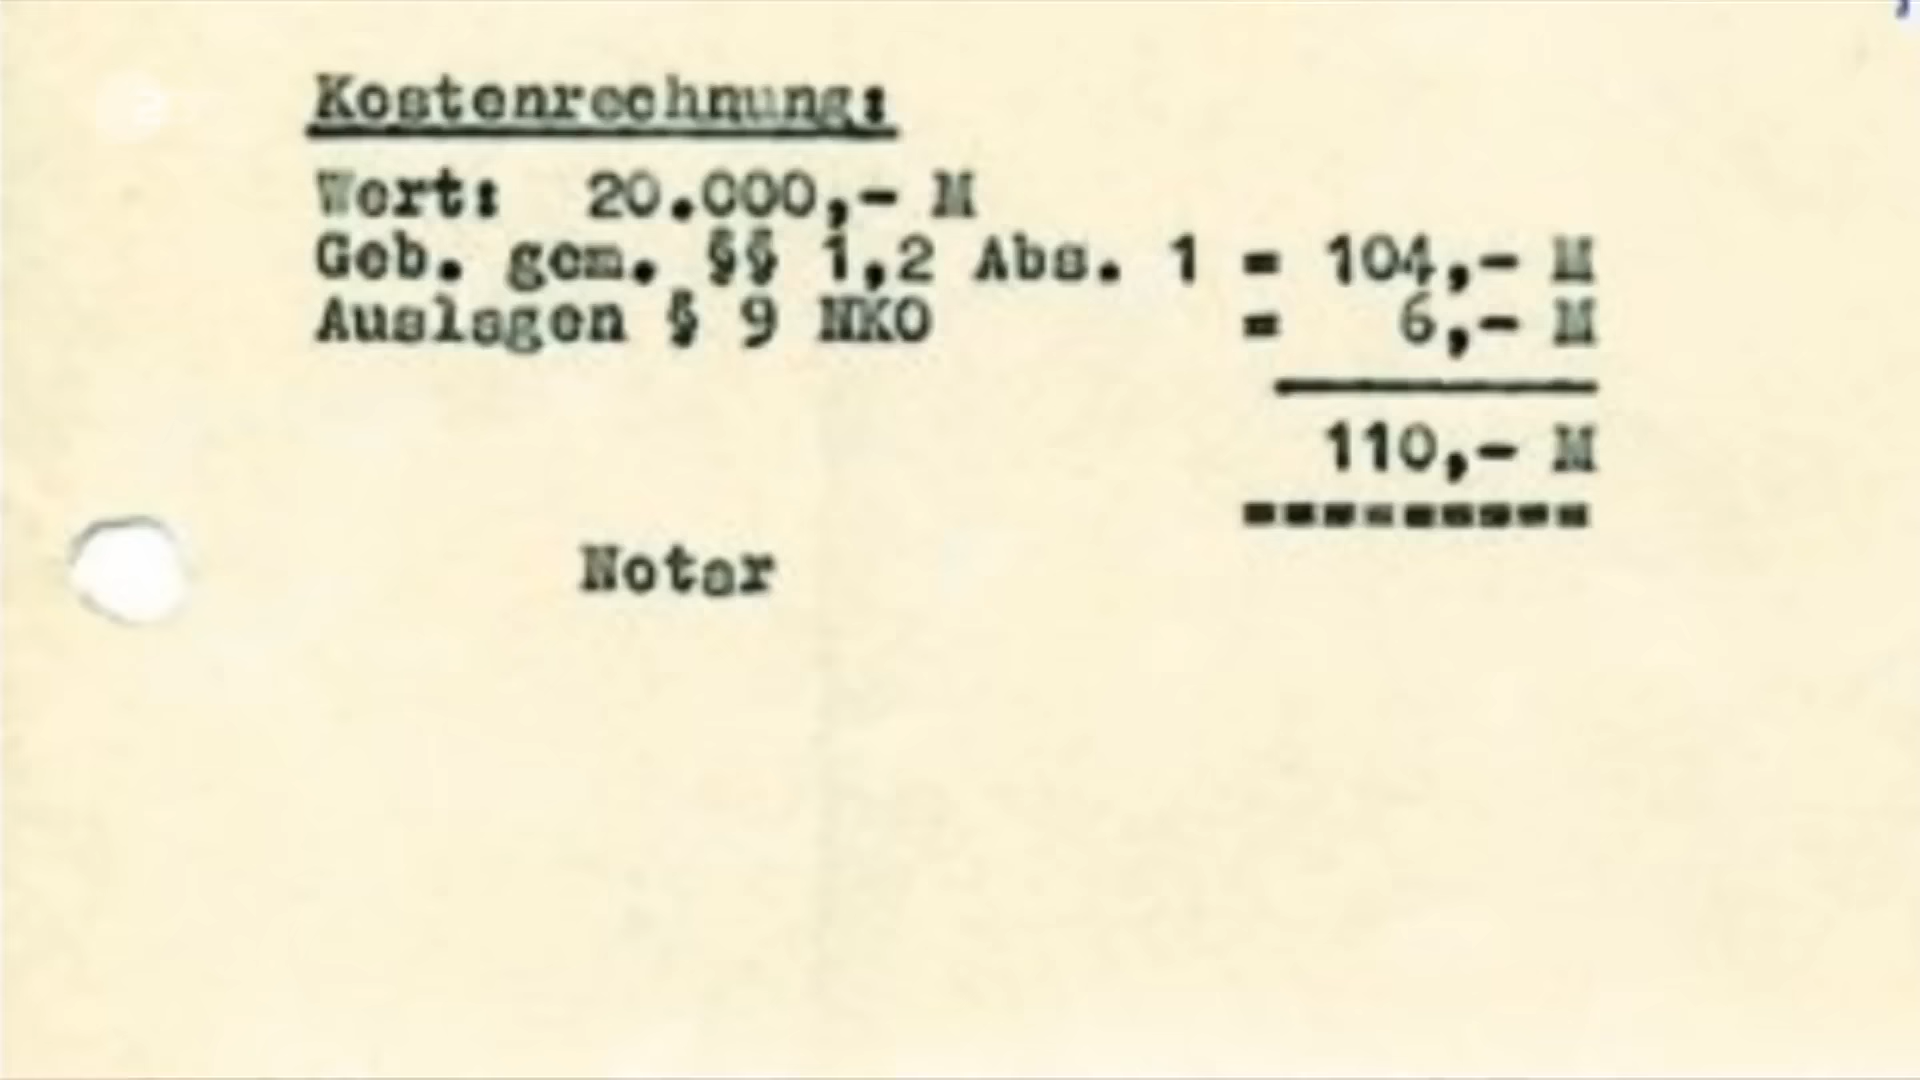 Kostenrechnung:
Wert: 20.000,- M
Geb. gem. §§ 1,2 Abs. 1 = 104,- M
Auslagen § 9 NKO = 6,- M
110,- M
=========
Notar